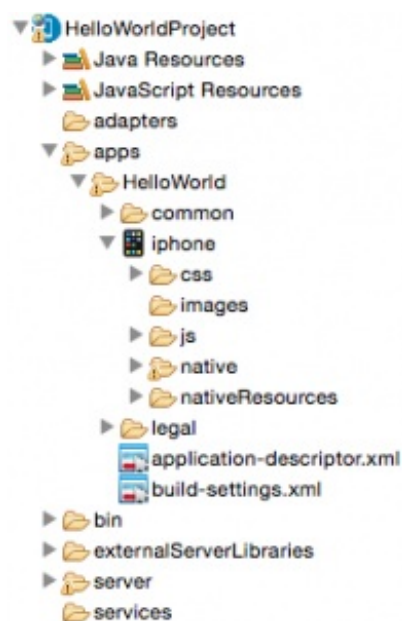 HelloWorldProject
Java Resources
JavaScript Resources
adapters
apps
HelloWorld
common
iphone
css
images
js
native
nativeResources
legal
application-descriptor.xml
build-settings.xml
bin
externalServerLibraries
server
services